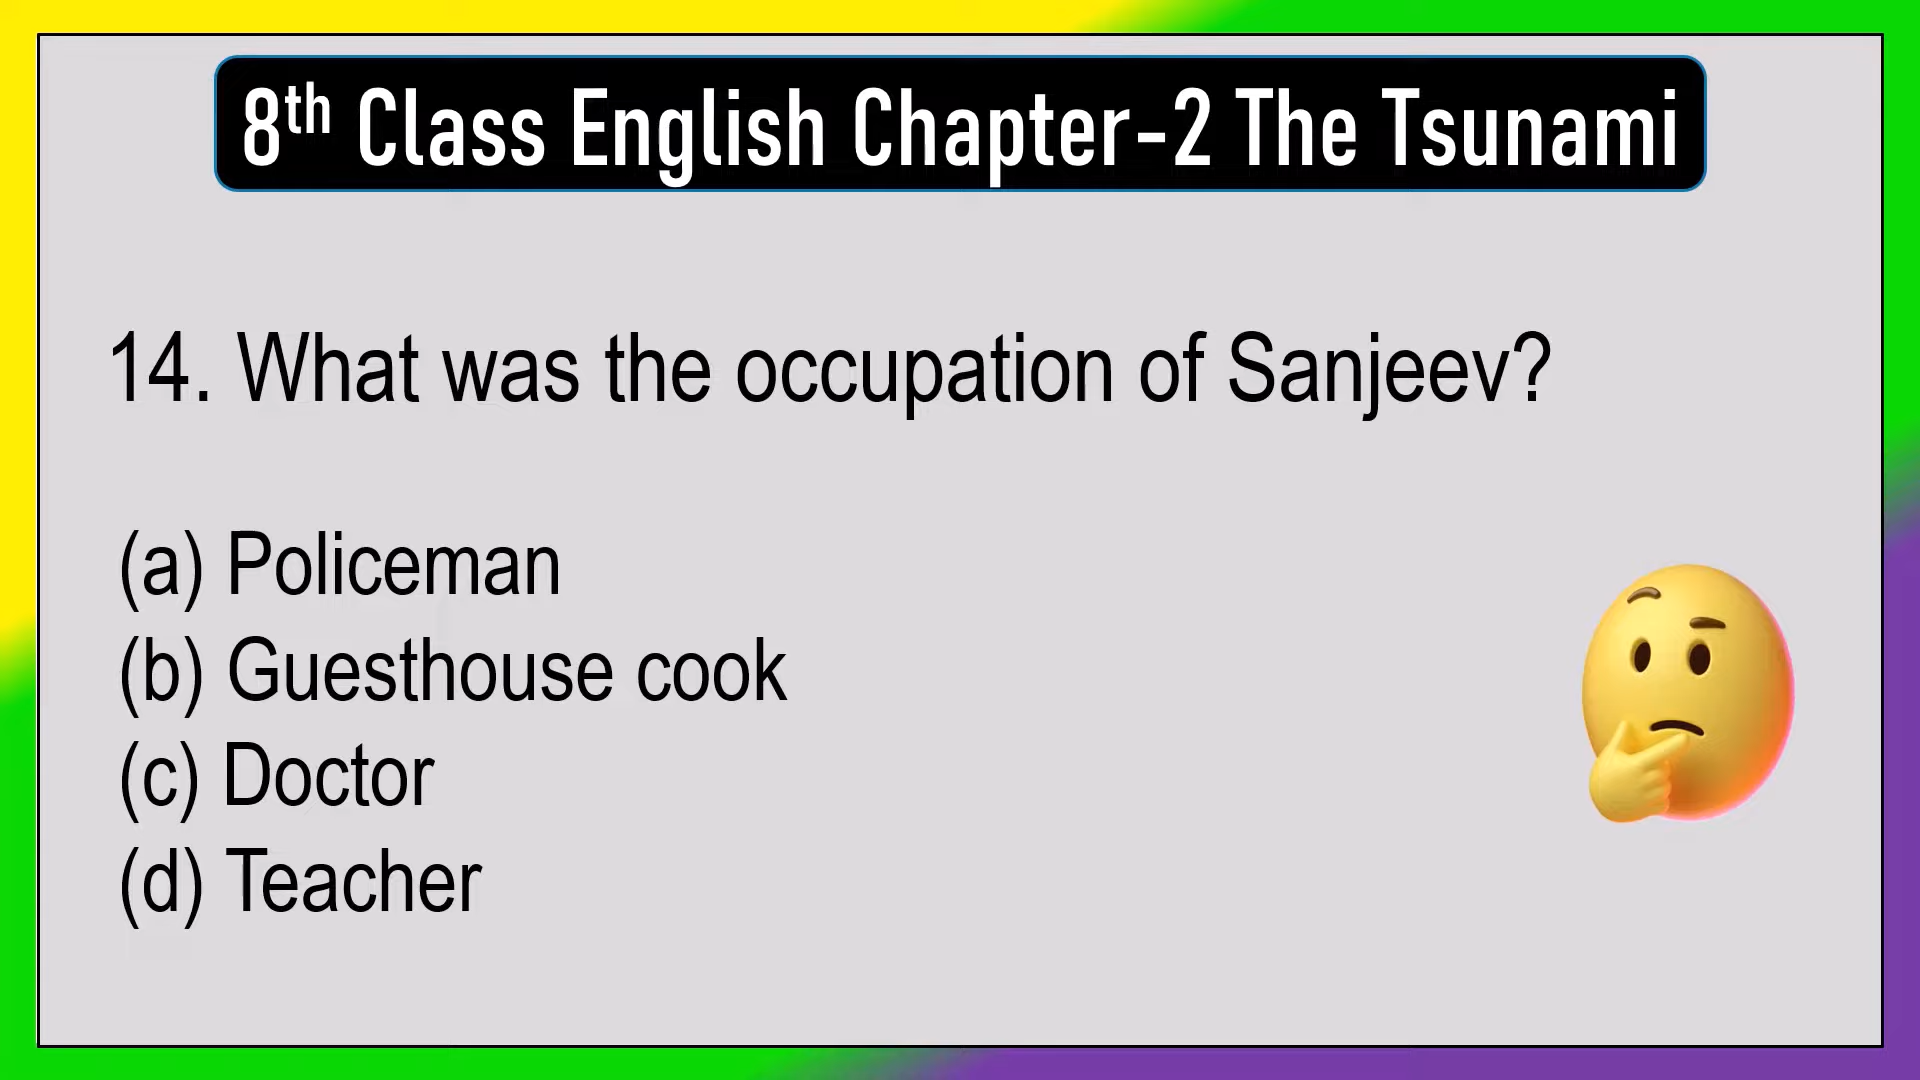 8th Class English Chapter-2 The Tsunami
14. What was the occupation of Sanjeev?
(a) Policeman
(b) Guesthouse cook
(c) Doctor
(d) Teacher